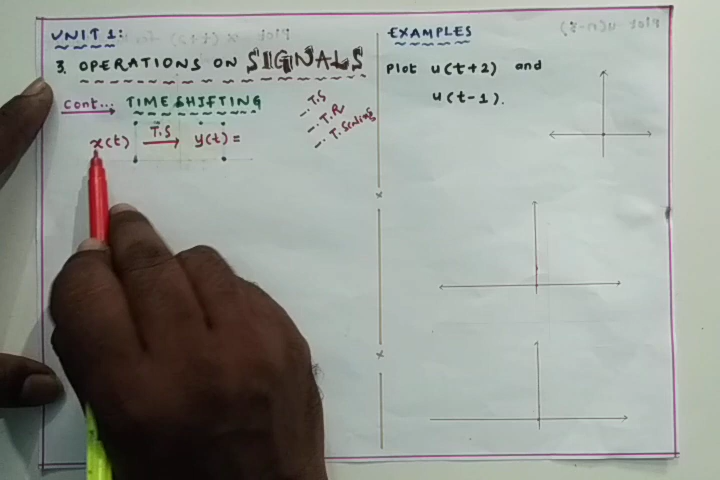 UNIT 1:
3. OPERATIONS ON SIGNALS
Cont... TIME SHIFTING
- T.S
- T.R
- T. Scaling
x(t) T.S y(t) =
EXAMPLES
Plot u(t+2) and
u(t-1).